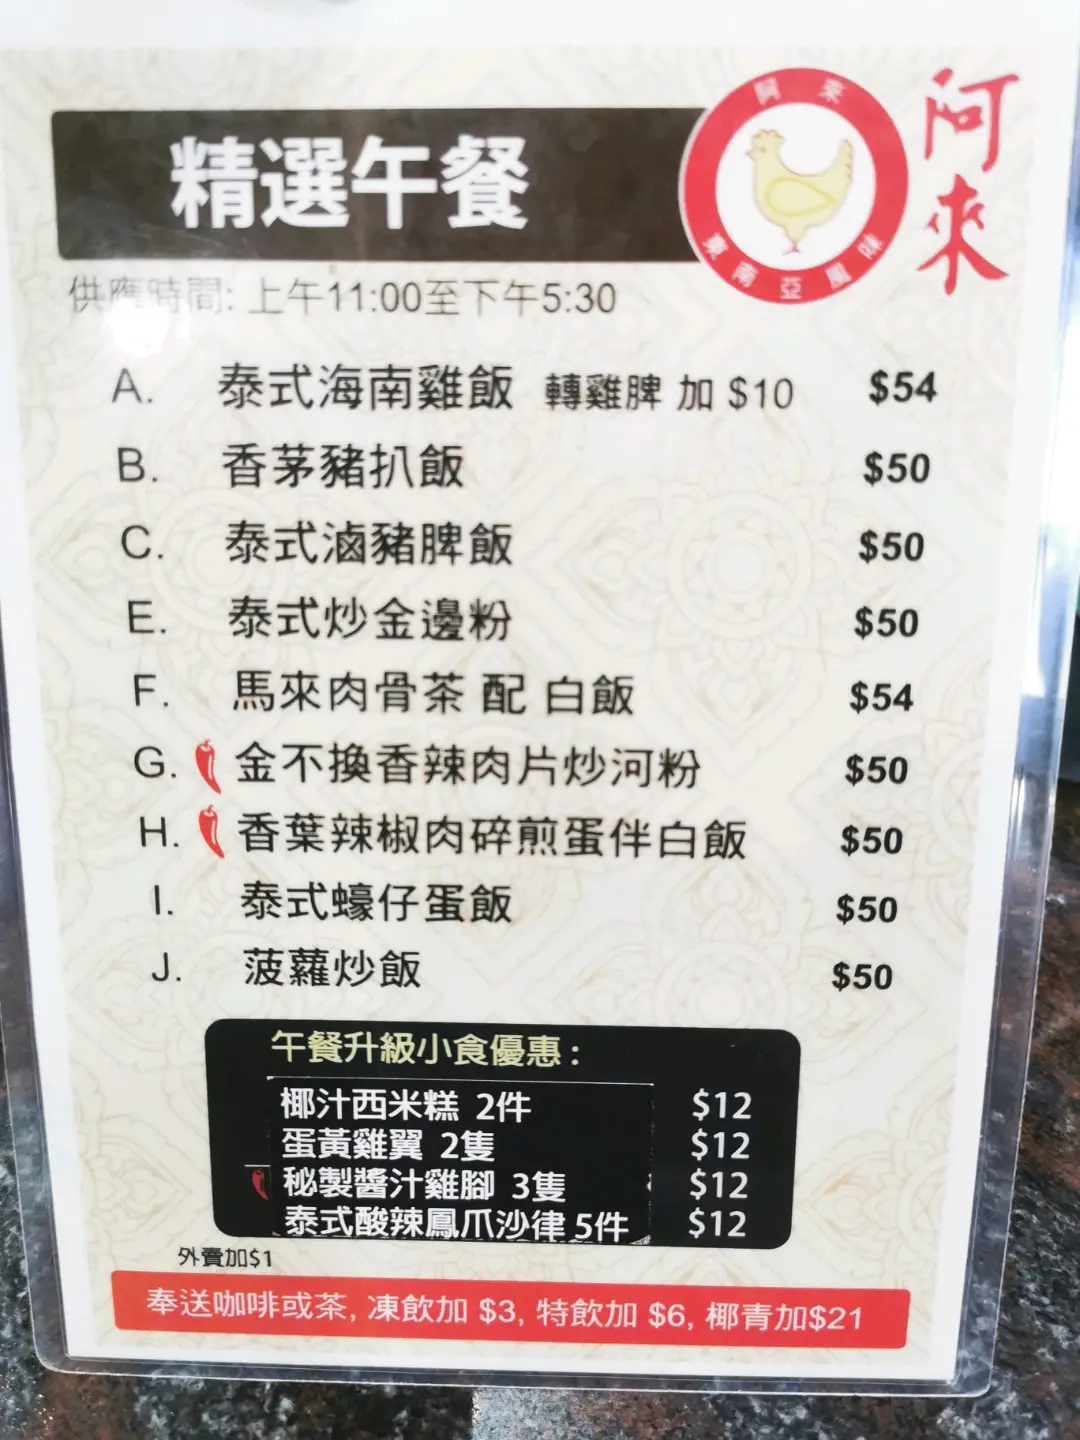 精選午餐
阿來
東南亞風味
阿來
供應時間: 上午11:00至下午5:30
A. 泰式海南雞飯 轉雞脾 加 $10 $54
B. 香茅豬扒飯 $50
C. 泰式滷豬脾飯 $50
E. 泰式炒金邊粉 $50
F. 馬來肉骨茶 配 白飯 $54
G. 金不換香辣肉片炒河粉 $50
H. 香葉辣椒肉碎煎蛋伴白飯 $50
I. 泰式蠔仔蛋飯 $50
J. 菠蘿炒飯 $50
午餐升級小食優惠:
椰汁西米糕 2件 $12
蛋黃雞翼 2隻 $12
秘製醬汁雞腳 3隻 $12
泰式酸辣鳳爪沙律 5件 $12
外賣加$1
奉送咖啡或茶, 凍飲加 $3, 特飲加 $6, 椰青加$21